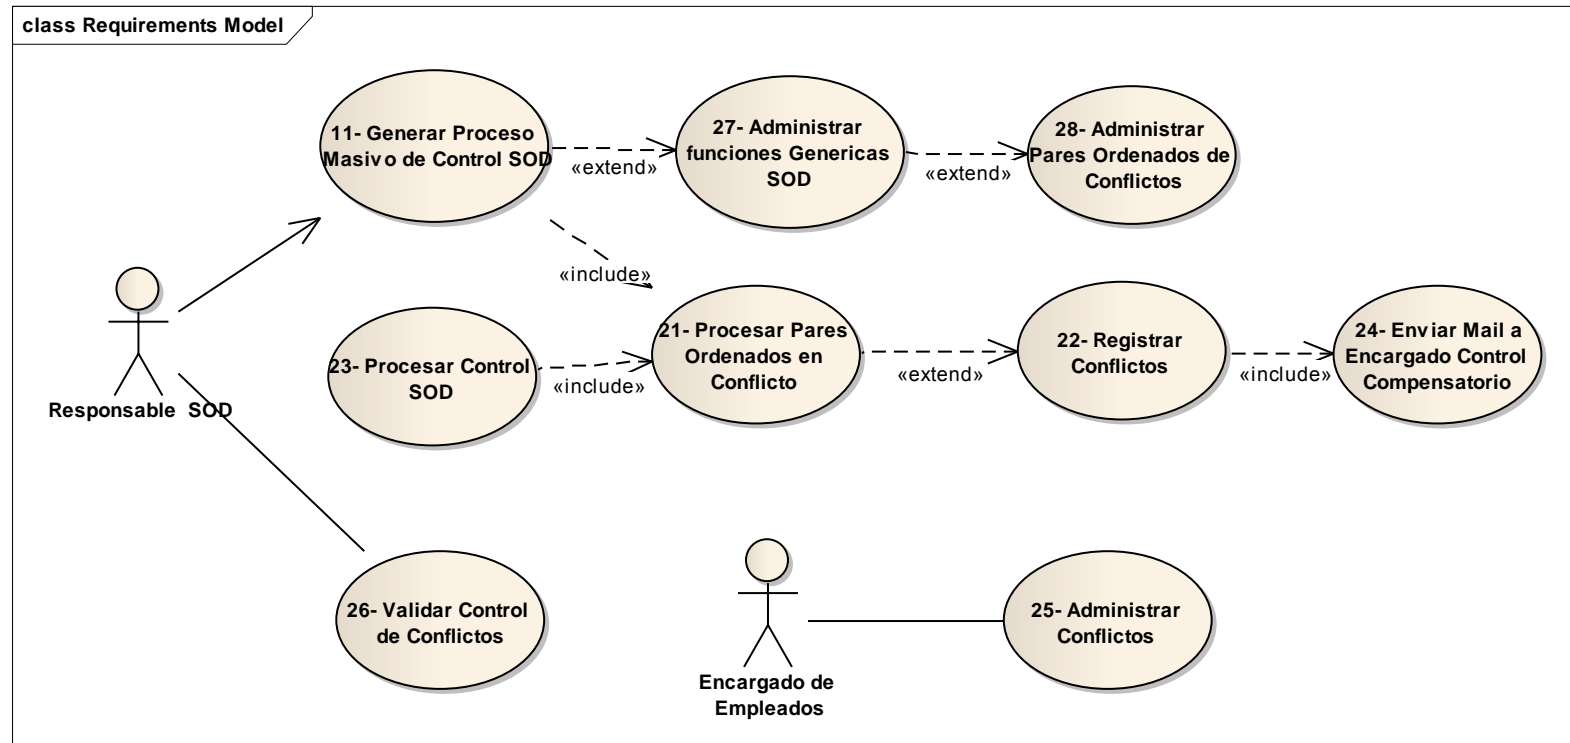 class Requirements Model
11- Generar Proceso
Masivo de Control SOD
«extend»
27- Administrar
funciones Genericas
SOD
«extend»
28- Administrar
Pares Ordenados de
Conflictos
«include»
Responsable SOD
23- Procesar Control
SOD
«include»
21- Procesar Pares
Ordenados en
Conflicto
«extend»
22- Registrar
Conflictos
«include»
24- Enviar Mail a
Encargado Control
Compensatorio
26- Validar Control
de Conflictos
Encargado de
Empleados
25- Administrar
Conflictos